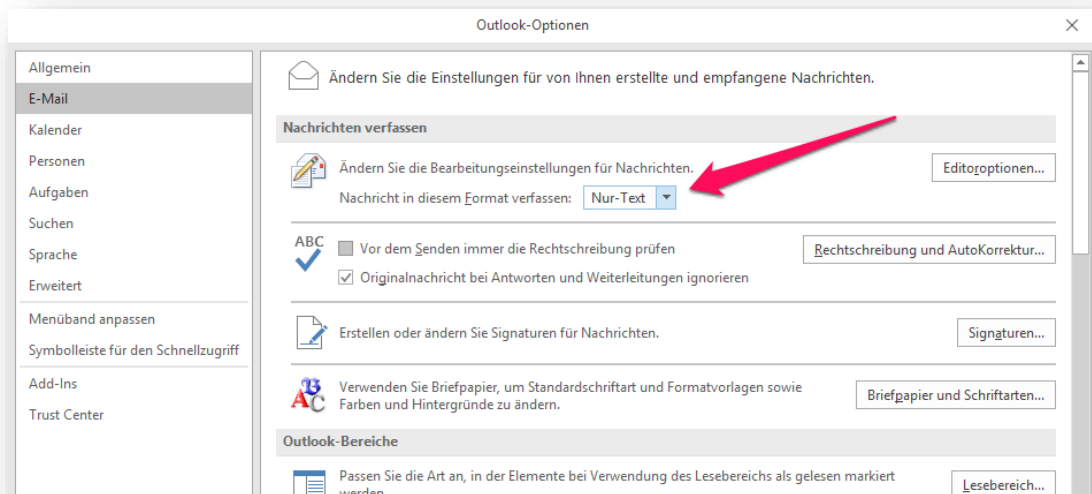 Outlook-Optionen
Allgemein
E-Mail
Kalender
Personen
Aufgaben
Suchen
Sprache
Erweitert
Menüband anpassen
Symbolleiste für den Schnellzugriff
Add-Ins
Trust Center
Ändern Sie die Einstellungen für von Ihnen erstellte und empfangene Nachrichten.
Nachrichten verfassen
Ändern Sie die Bearbeitungseinstellungen für Nachrichten.
Editoroptionen...
Nachricht in diesem Format verfassen: Nur-Text
ABC
Vor dem Senden immer die Rechtschreibung prüfen
Rechtschreibung und AutoKorrektur...
Originalnachricht bei Antworten und Weiterleitungen ignorieren
Erstellen oder ändern Sie Signaturen für Nachrichten.
Signaturen...
Verwenden Sie Briefpapier, um Standardschriftart und Formatvorlagen sowie
Farben und Hintergründe zu ändern.
Briefpapier und Schriftarten...
Outlook-Bereiche
Passen Sie die Art an, in der Elemente bei Verwendung des Lesebereichs als gelesen markiert
werden.
Lesebereich...